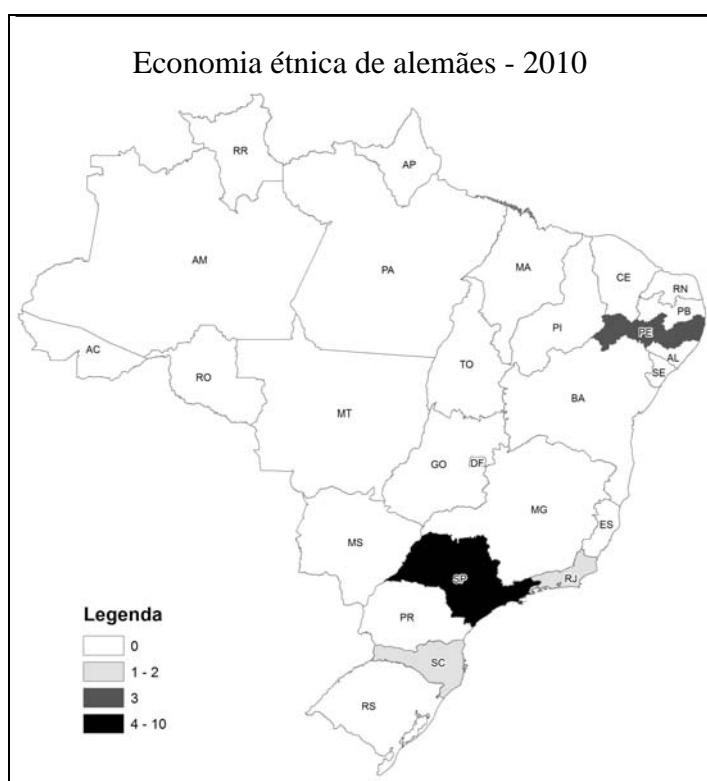 Economia étnica de alemães - 2010
RR
AP
AM
PA
MA
CE
RN
PB
PI
PE
AC
AL
TO
SE
RO
BA
MT
GO
DF
MG
MS
ES
SP
RJ
Legenda
PR
0
1 - 2
SC
3
RS
4 - 10